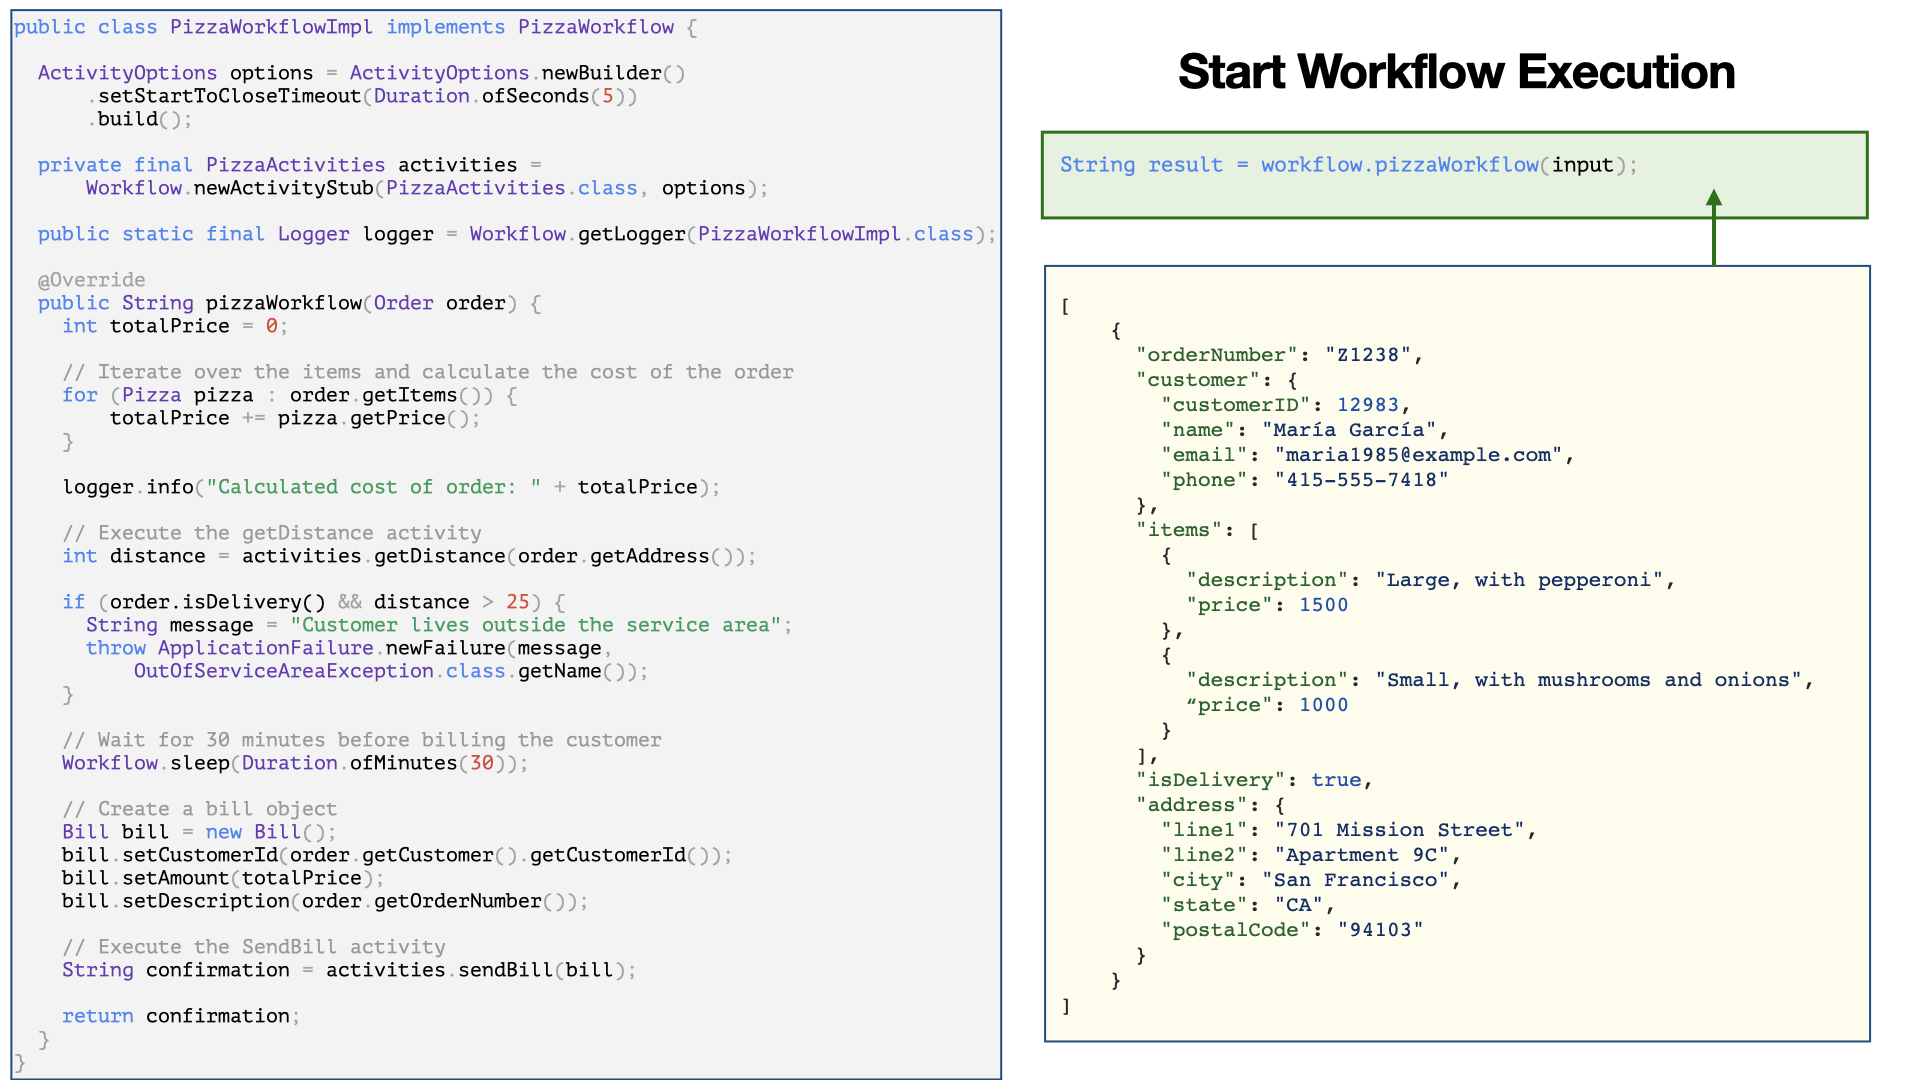 public class PizzaWorkflowImpl implements PizzaWorkflow {
ActivityOptions options = ActivityOptions.newBuilder()
.setStartToCloseTimeout(Duration.ofSeconds(5))
.build();
private final PizzaActivities activities =
Workflow.newActivityStub(PizzaActivities.class, options);
public static final Logger logger = Workflow.getLogger(PizzaWorkflowImpl.class);
@Override
public String pizzaWorkflow(Order order) {
int totalPrice = 0;
// Iterate over the items and calculate the cost of the order
for (Pizza pizza : order.getItems()) {
totalPrice += pizza.getPrice();
}
logger.info("Calculated cost of order: " + totalPrice);
// Execute the getDistance activity
int distance = activities.getDistance(order.getAddress());
if (order.isDelivery() && distance > 25) {
String message = "Customer lives outside the service area";
throw ApplicationFailure.newFailure(message,
OutOfServiceAreaException.class.getName());
}
// Wait for 30 minutes before billing the customer
Workflow.sleep(Duration.ofMinutes(30));
// Create a bill object
Bill bill = new Bill();
bill.setCustomerId(order.getCustomer().getCustomerId());
bill.setAmount(totalPrice);
bill.setDescription(order.getOrderNumber());
// Execute the SendBill activity
String confirmation = activities.sendBill(bill);
return confirmation;
}
}
Start Workflow Execution
String result = workflow.pizzaWorkflow(input);
[
{
"orderNumber": "Z1238",
"customer": {
"customerID": 12983,
"name": "María García",
"email": "maria1985@example.com",
"phone": "415-555-7418"
},
"items": [
{
"description": "Large, with pepperoni",
"price": 1500
},
{
"description": "Small, with mushrooms and onions",
“price": 1000
}
],
"isDelivery": true,
"address": {
"line1": "701 Mission Street",
"line2": "Apartment 9C",
"city": "San Francisco",
"state": "CA",
"postalCode": "94103"
}
}
]